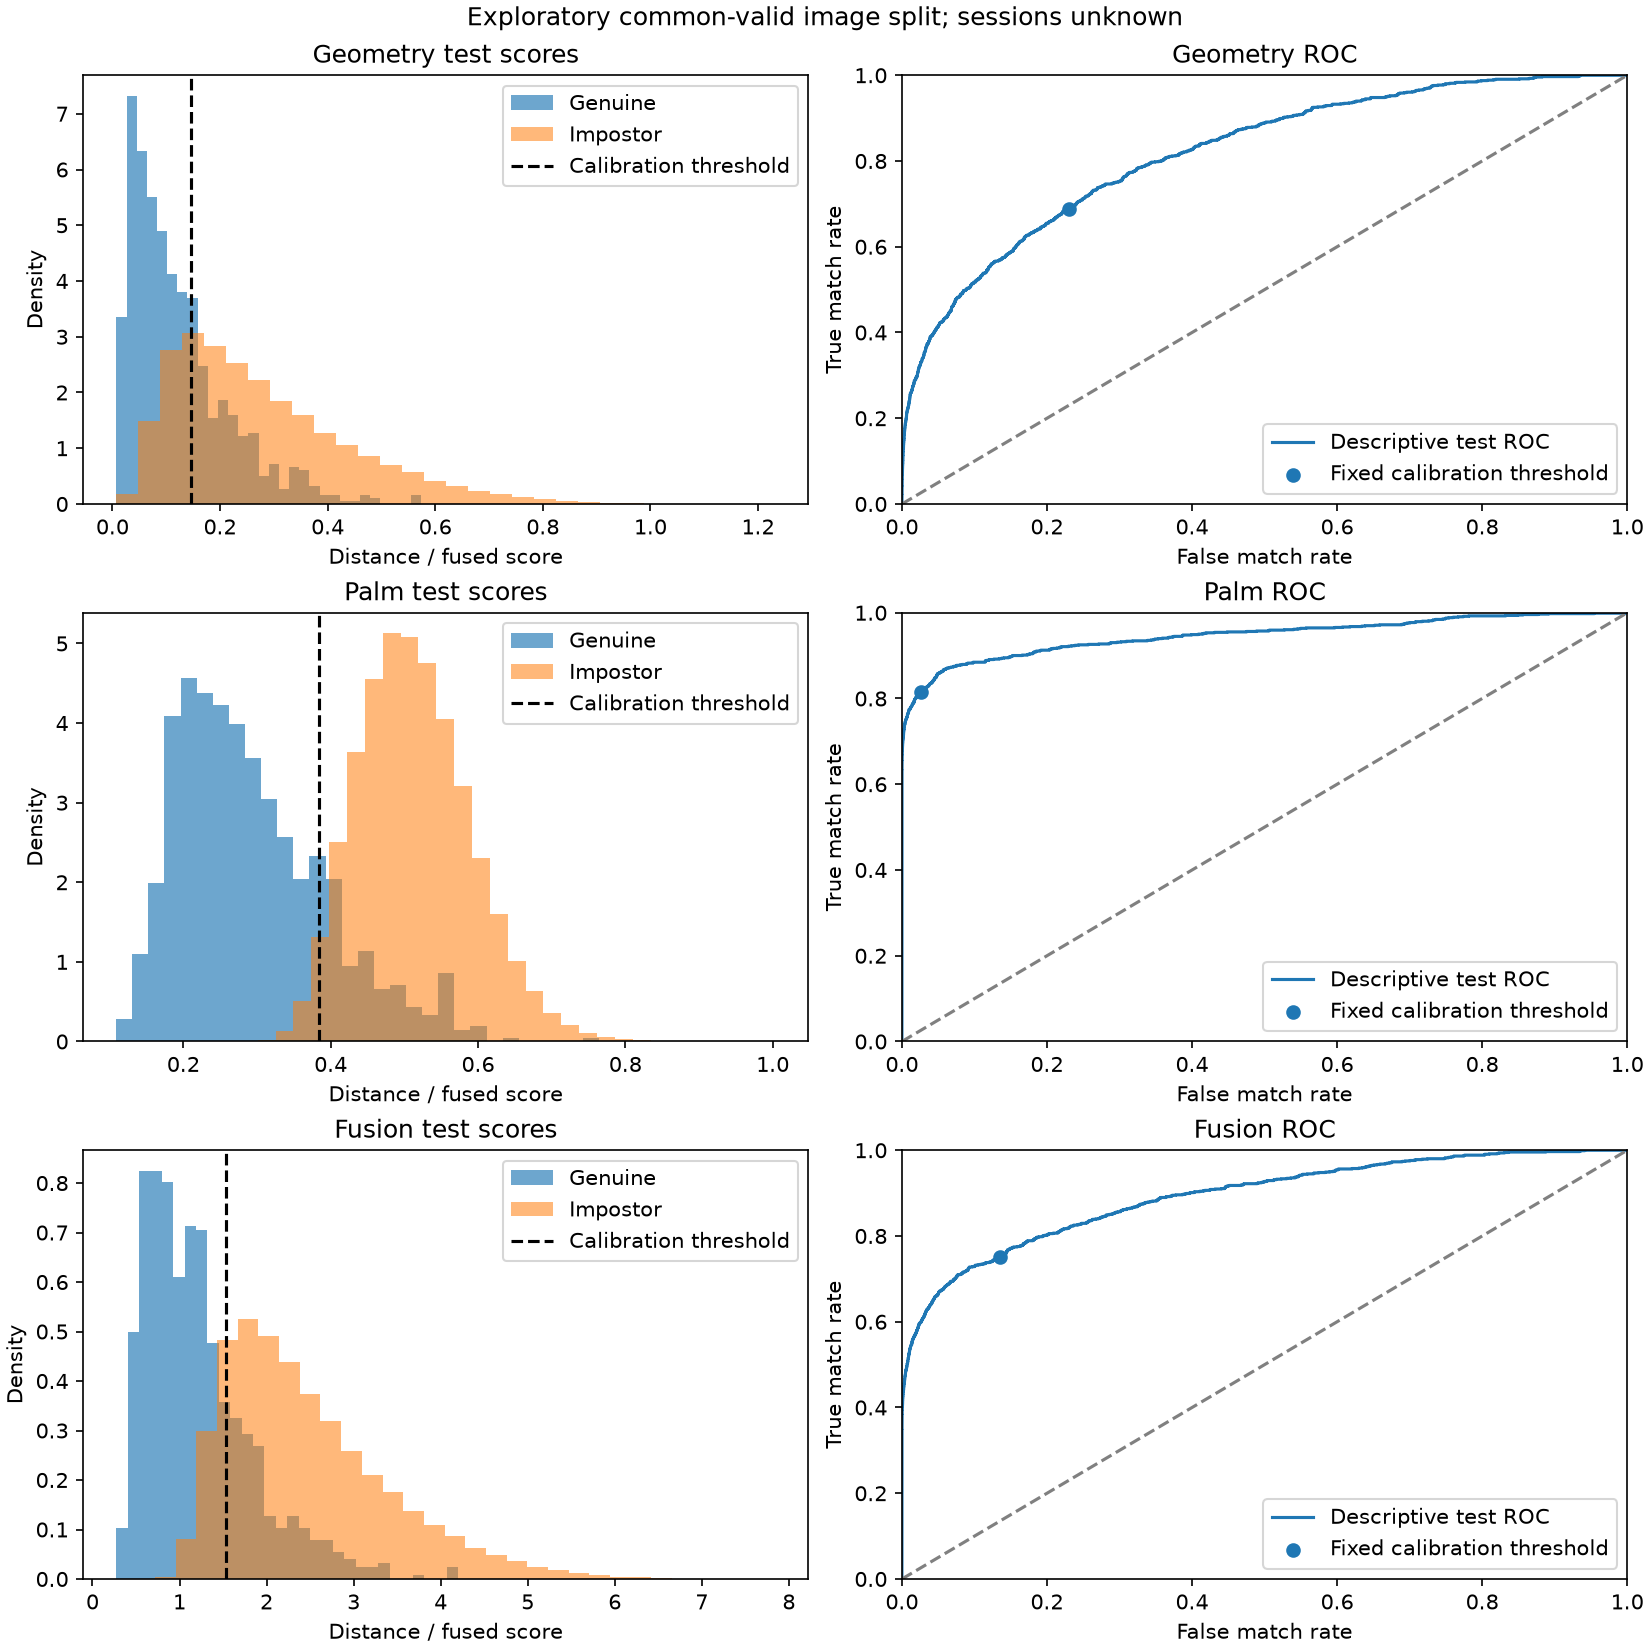 Exploratory common-valid image split; sessions unknown
Geometry test scores
Genuine
Impostor
Calibration threshold
Density
7
6
5
4
3
2
1
0
0.0 0.2 0.4 0.6 0.8 1.0 1.2
Distance / fused score
Geometry ROC
True match rate
1.0
0.8
0.6
0.4
0.2
0.0
Descriptive test ROC
Fixed calibration threshold
0.0 0.2 0.4 0.6 0.8 1.0
False match rate
Palm test scores
Genuine
Impostor
Calibration threshold
Density
5
4
3
2
1
0
0.2 0.4 0.6 0.8 1.0
Distance / fused score
Palm ROC
True match rate
1.0
0.8
0.6
0.4
0.2
0.0
Descriptive test ROC
Fixed calibration threshold
0.0 0.2 0.4 0.6 0.8 1.0
False match rate
Fusion test scores
Genuine
Impostor
Calibration threshold
Density
0.8
0.7
0.6
0.5
0.4
0.3
0.2
0.1
0.0
0 1 2 3 4 5 6 7 8
Distance / fused score
Fusion ROC
True match rate
1.0
0.8
0.6
0.4
0.2
0.0
Descriptive test ROC
Fixed calibration threshold
0.0 0.2 0.4 0.6 0.8 1.0
False match rate